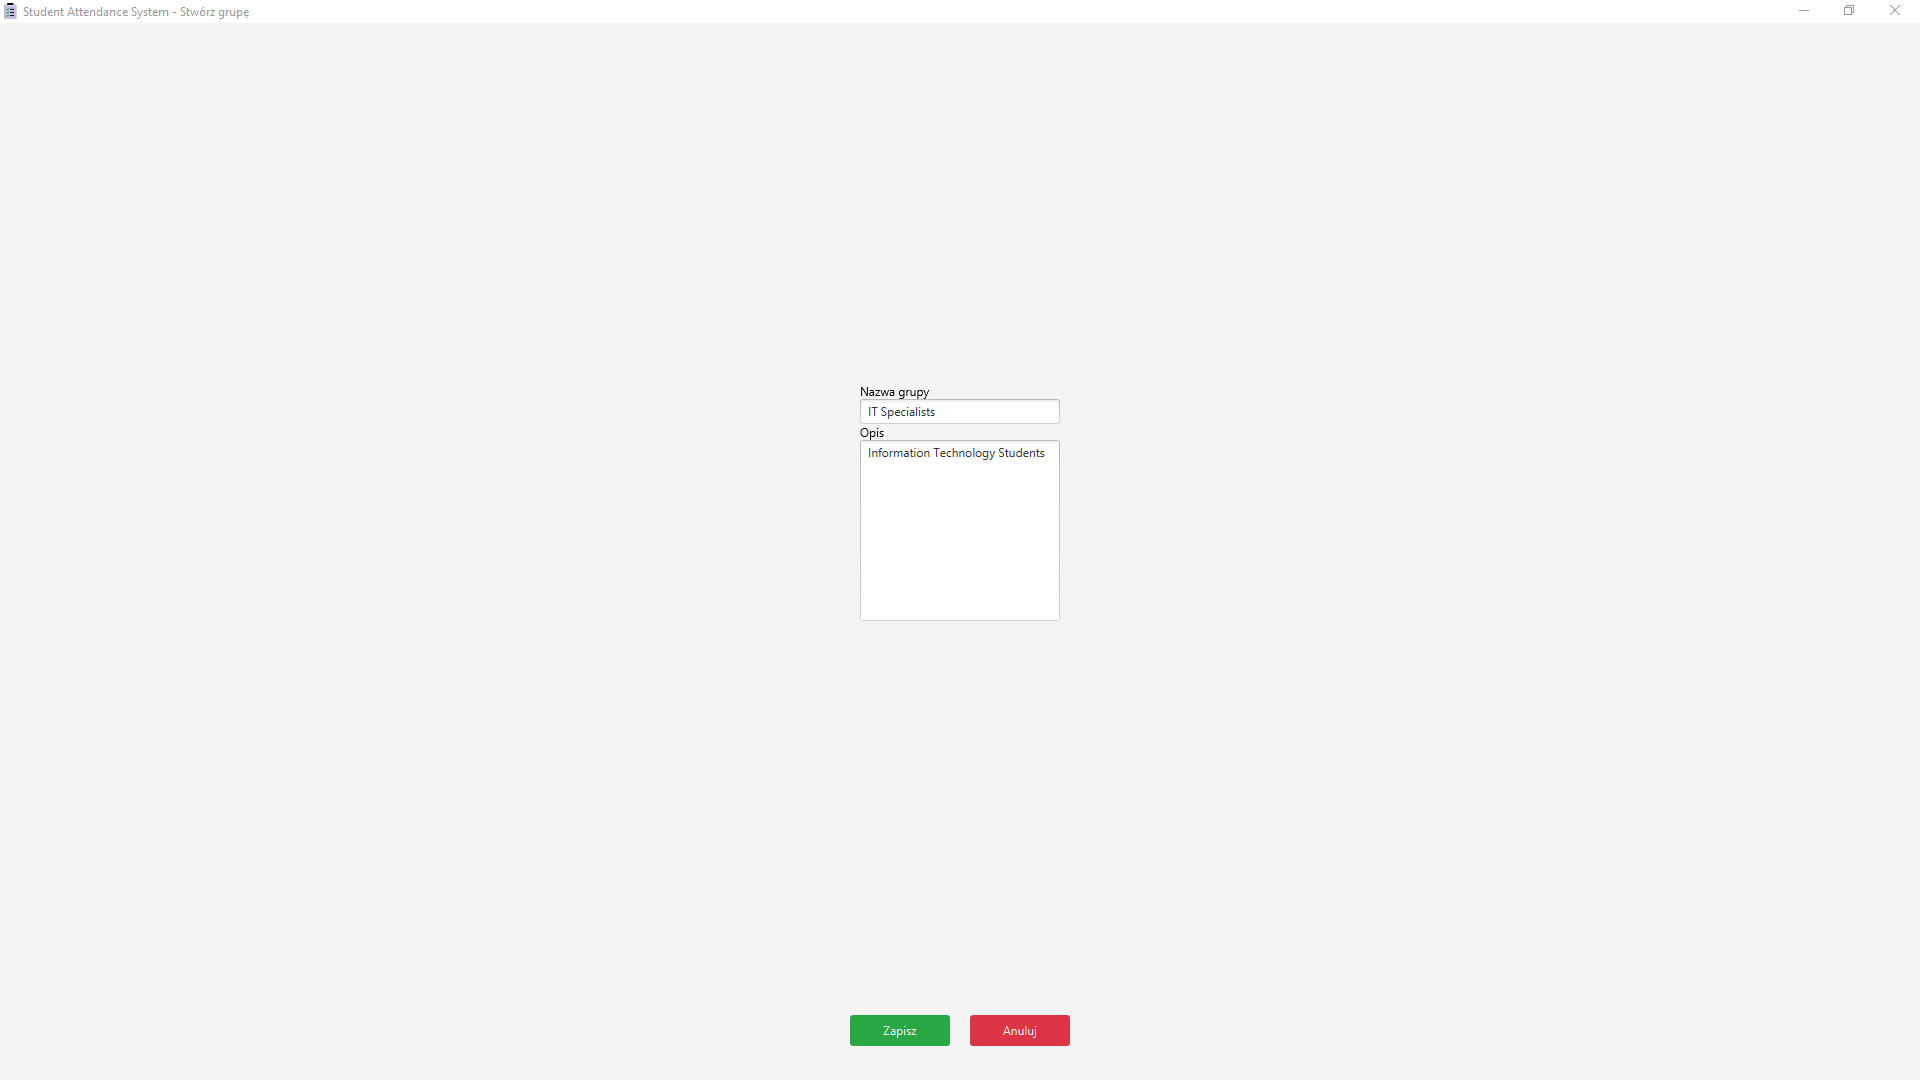 Student Attendance System - Stwórz grupę
Nazwa grupy
IT Specialists
Opis
Information Technology Students
Zapisz
Anuluj